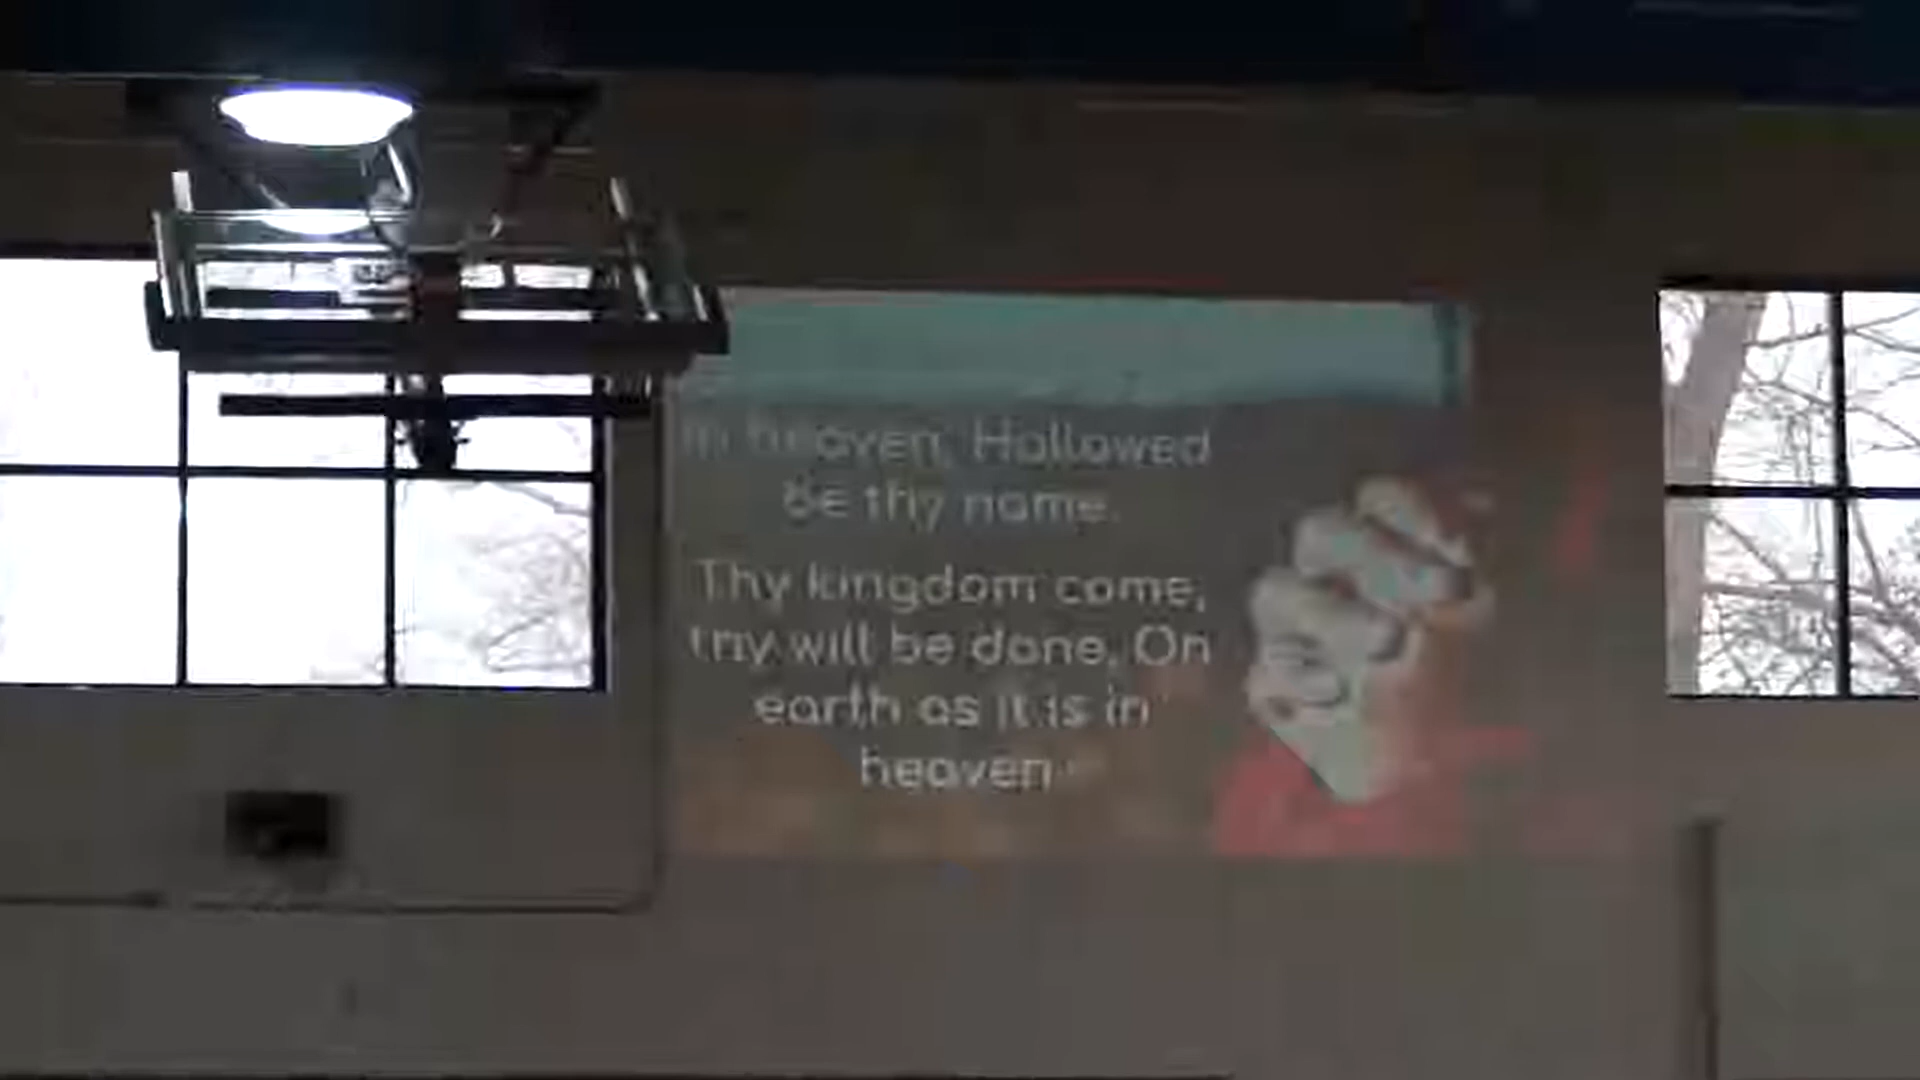 in heaven, Hallowed
Be thy name.
Thy kingdom come,
thy will be done, On
earth as it is in
heaven